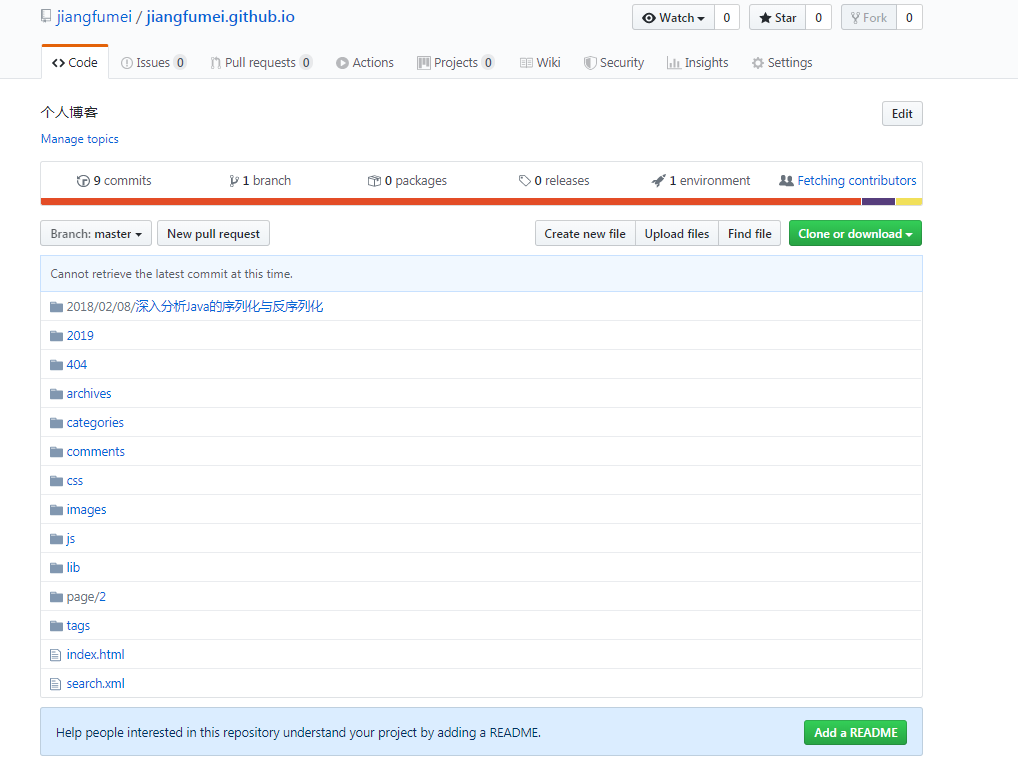 jiangfumei / jiangfumei.github.io Watch 0 Star 0 Fork 0
Code Issues 0 Pull requests 0 Actions Projects 0 Wiki Security Insights Settings
个人博客 Edit
Manage topics
9 commits 1 branch 0 packages 0 releases 1 environment Fetching contributors
Branch: master New pull request Create new file Upload files Find file Clone or download
Cannot retrieve the latest commit at this time.
2018/02/08/深入分析Java的序列化与反序列化
2019
404
archives
categories
comments
css
images
js
lib
page/2
tags
index.html
search.xml
Help people interested in this repository understand your project by adding a README. Add a README